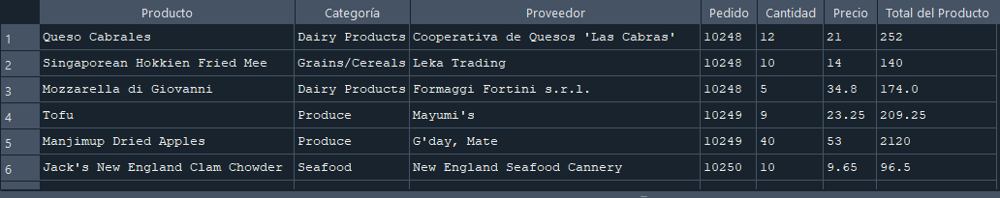 Producto Categoría Proveedor Pedido Cantidad Precio Total del Producto
1 Queso Cabrales Dairy Products Cooperativa de Quesos 'Las Cabras' 10248 12 21 252
2 Singaporean Hokkien Fried Mee Grains/Cereals Leka Trading 10248 10 14 140
3 Mozzarella di Giovanni Dairy Products Formaggi Fortini s.r.l. 10248 5 34.8 174.0
4 Tofu Produce Mayumi's 10249 9 23.25 209.25
5 Manjimup Dried Apples Produce G'day, Mate 10249 40 53 2120
6 Jack's New England Clam Chowder Seafood New England Seafood Cannery 10250 10 9.65 96.5